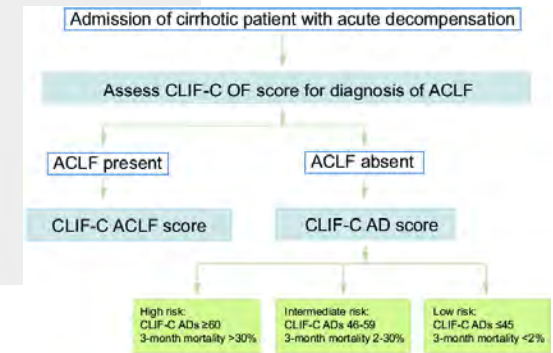 Admission of cirrhotic patient with acute decompensation
Assess CLIF-C OF score for diagnosis of ACLF
ACLF present
ACLF absent
CLIF-C ACLF score
CLIF-C AD score
High risk:
CLIF-C ADs ≥60
3-month mortality >30%
Intermediate risk:
CLIF-C ADs 46-59
3-month mortality 2-30%
Low risk:
CLIF-C ADs ≤45
3-month mortality <2%